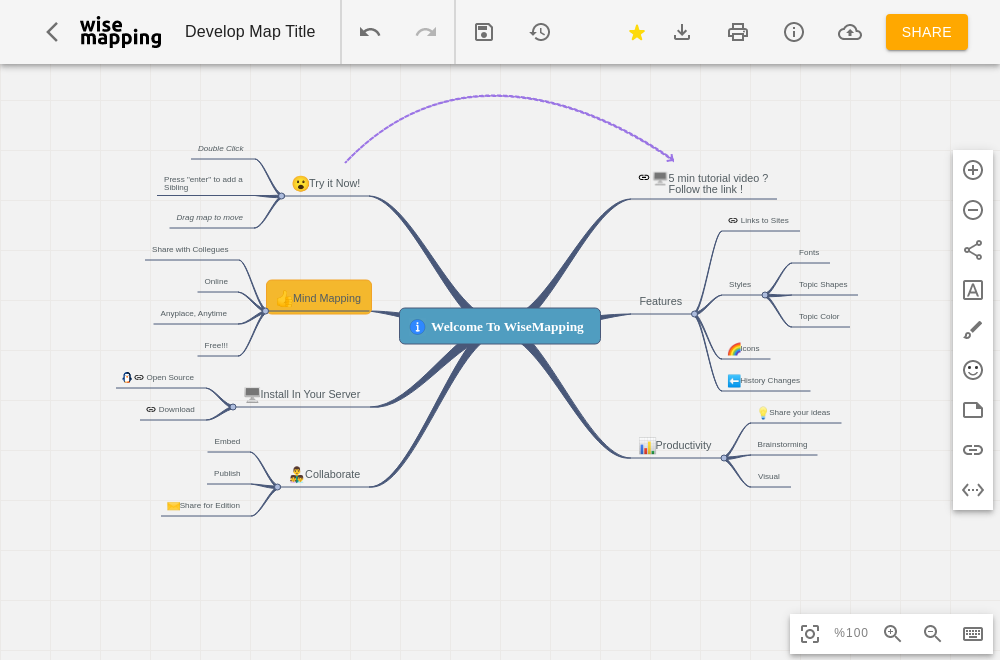 wise
mapping
Develop Map Title
SHARE
Double Click
Press "enter" to add a
Sibling
Drag map to move
Try it Now!
Share with Collegues
Online
Anyplace, Anytime
Free!!!
Mind Mapping
Open Source
Download
Install In Your Server
Embed
Publish
Share for Edition
Collaborate
Welcome To WiseMapping
5 min tutorial video ?
Follow the link !
Links to Sites
Features
Styles
Fonts
Topic Shapes
Topic Color
Icons
History Changes
Productivity
Share your ideas
Brainstorming
Visual
A
%100